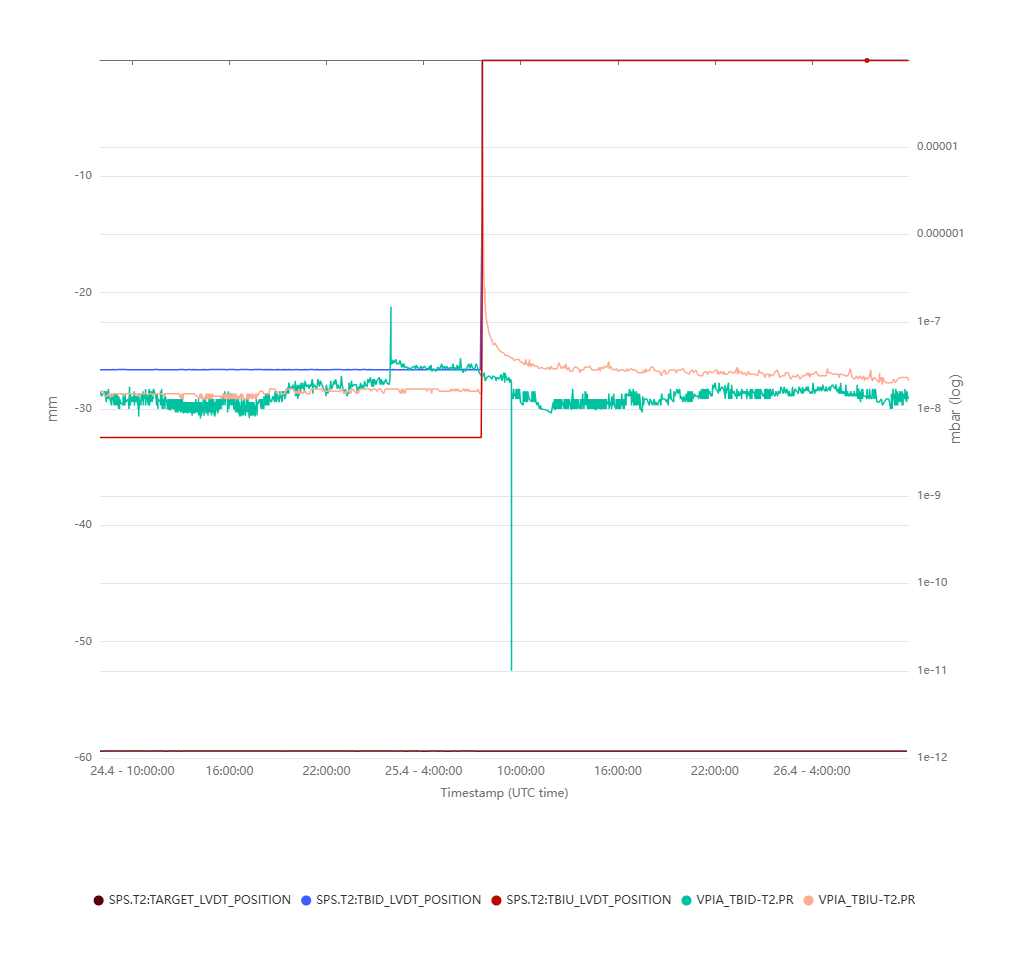 0.00001
-10
0.000001
-20
1e-7
mm
-30
1e-8
mbar (log)
1e-9
-40
1e-10
-50
1e-11
-60
1e-12
24.4 - 10:00:00 16:00:00 22:00:00 25.4 - 4:00:00 10:00:00 16:00:00 22:00:00 26.4 - 4:00:00
Timestamp (UTC time)
SPS.T2:TARGET_LVDT_POSITION SPS.T2:TBID_LVDT_POSITION SPS.T2:TBIU_LVDT_POSITION VPIA_TBID-T2.PR VPIA_TBIU-T2.PR